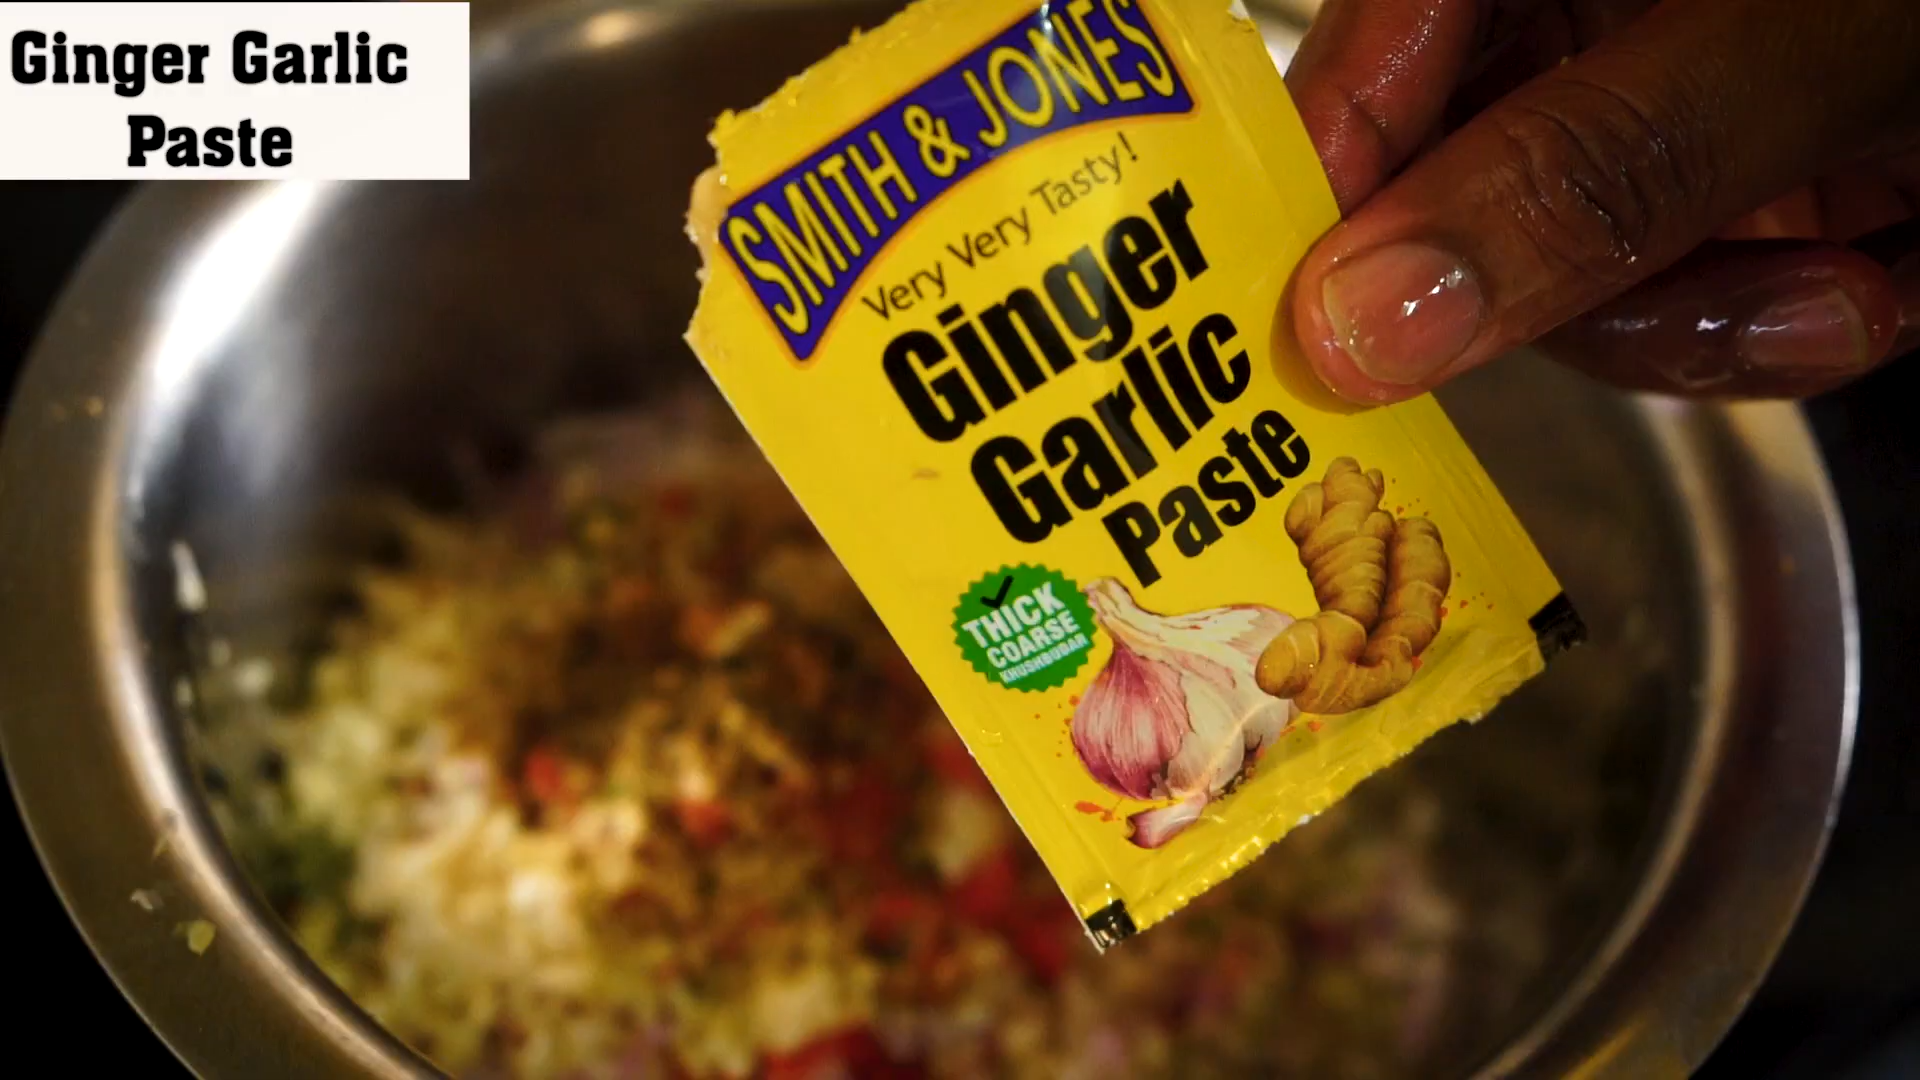 Ginger Garlic
Paste
SMITH & JONES
Very Very Tasty!
Ginger
Garlic
Paste
THICK
COARSE
KHUSHBUDAR